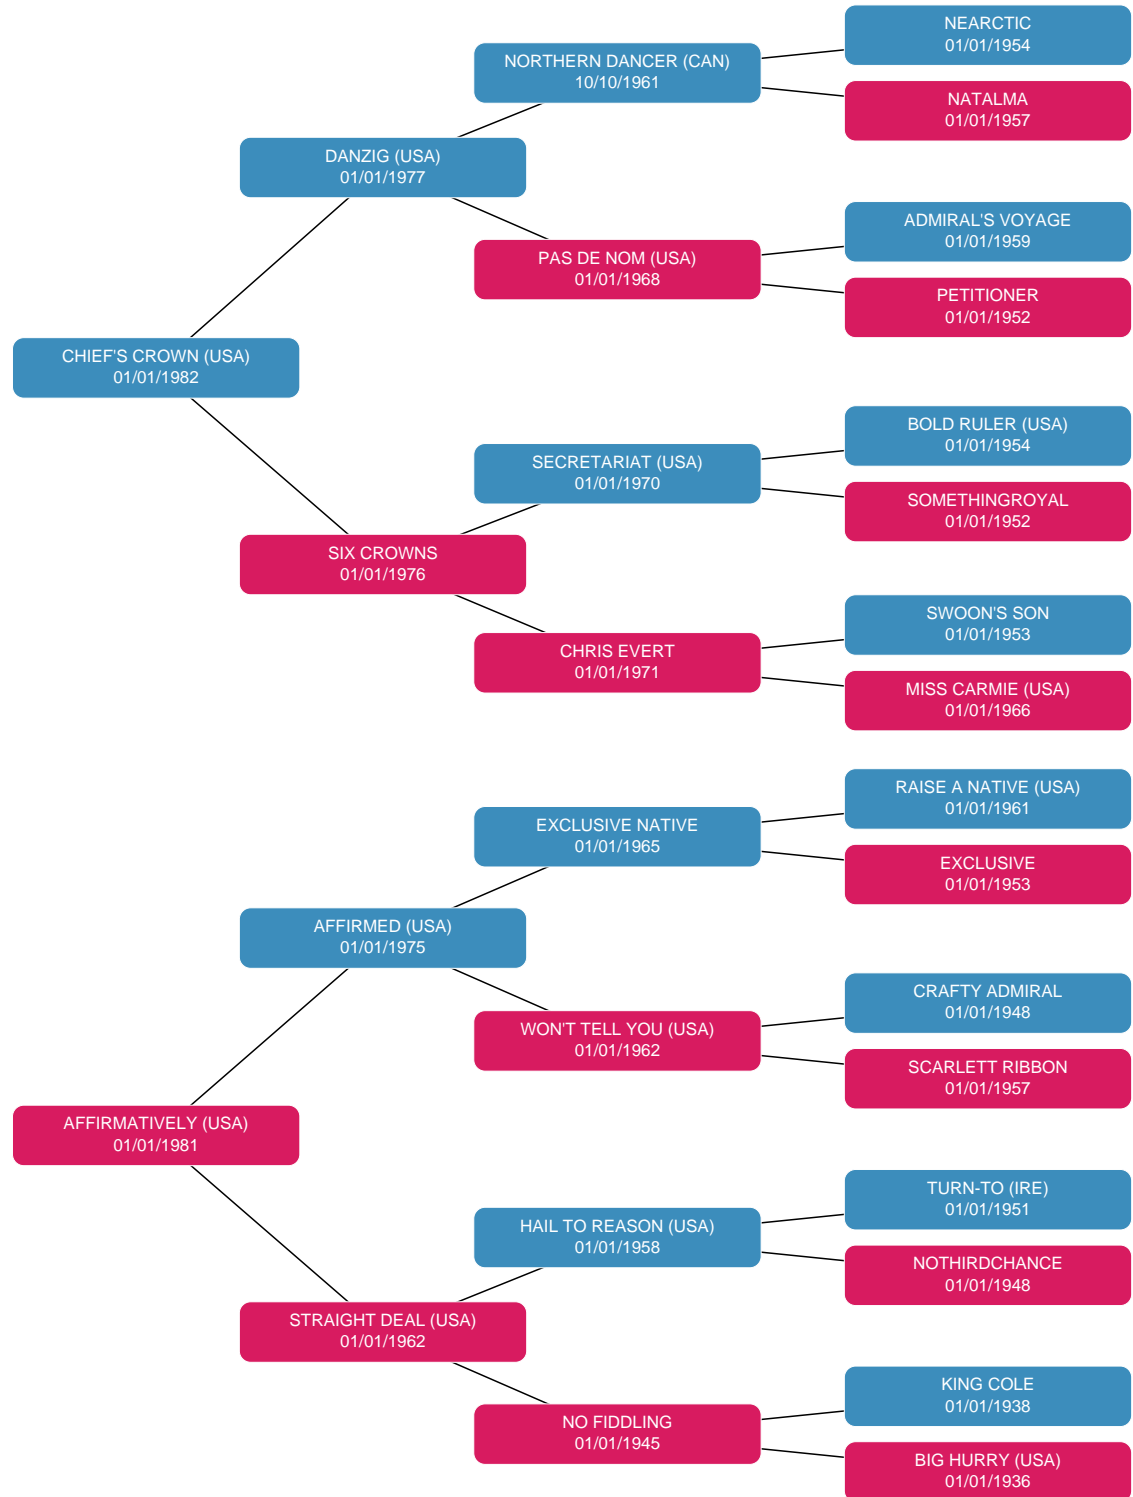 NEARCTIC
01/01/1954
NORTHERN DANCER (CAN)
10/10/1961
NATALMA
01/01/1957
DANZIG (USA)
01/01/1977
ADMIRAL'S VOYAGE
01/01/1959
PAS DE NOM (USA)
01/01/1968
PETITIONER
01/01/1952
CHIEF'S CROWN (USA)
01/01/1982
BOLD RULER (USA)
01/01/1954
SECRETARIAT (USA)
01/01/1970
SOMETHINGROYAL
01/01/1952
SIX CROWNS
01/01/1976
SWOON'S SON
01/01/1953
CHRIS EVERT
01/01/1971
MISS CARMIE (USA)
01/01/1966
RAISE A NATIVE (USA)
01/01/1961
EXCLUSIVE NATIVE
01/01/1965
EXCLUSIVE
01/01/1953
AFFIRMED (USA)
01/01/1975
CRAFTY ADMIRAL
01/01/1948
WON'T TELL YOU (USA)
01/01/1962
SCARLETT RIBBON
01/01/1957
AFFIRMATIVELY (USA)
01/01/1981
TURN-TO (IRE)
01/01/1951
HAIL TO REASON (USA)
01/01/1958
NOTHIRDCHANCE
01/01/1948
STRAIGHT DEAL (USA)
01/01/1962
KING COLE
01/01/1938
NO FIDDLING
01/01/1945
BIG HURRY (USA)
01/01/1936